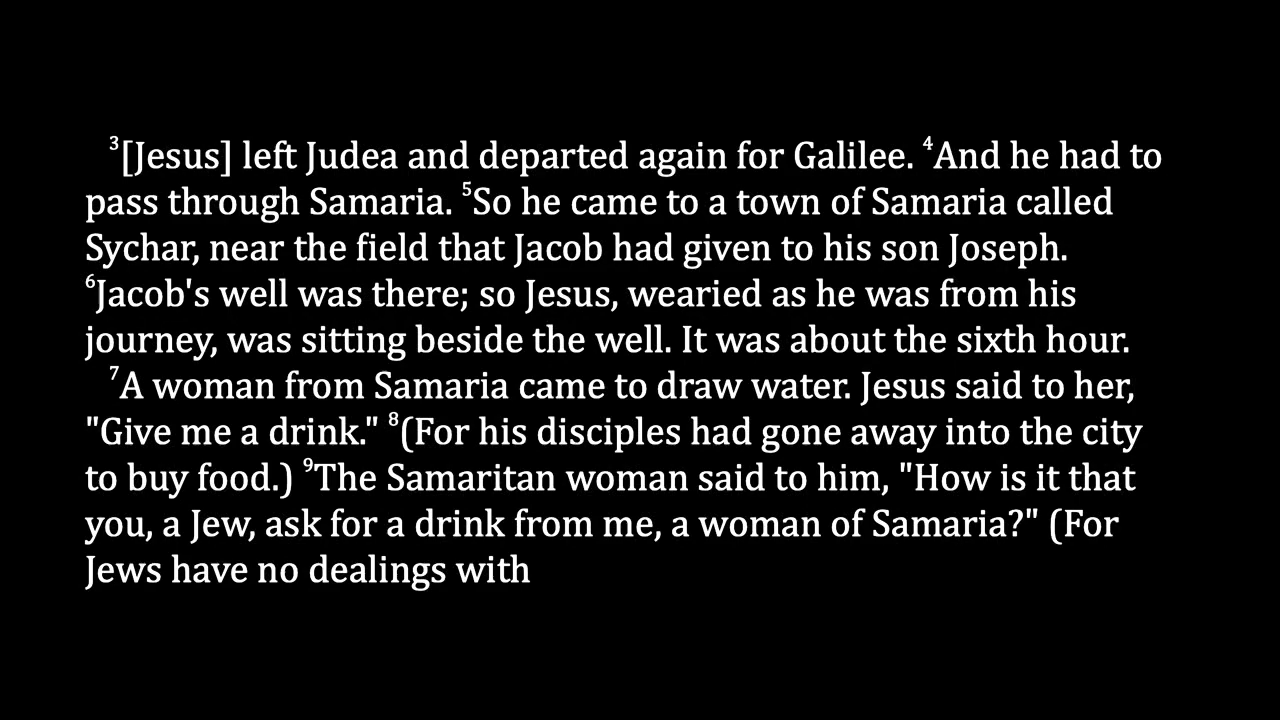 ³[Jesus] left Judea and departed again for Galilee. ⁴And he had to
pass through Samaria. ⁵So he came to a town of Samaria called
Sychar, near the field that Jacob had given to his son Joseph.
⁶Jacob's well was there; so Jesus, wearied as he was from his
journey, was sitting beside the well. It was about the sixth hour.
⁷A woman from Samaria came to draw water. Jesus said to her,
"Give me a drink." ⁸(For his disciples had gone away into the city
to buy food.) ⁹The Samaritan woman said to him, "How is it that
you, a Jew, ask for a drink from me, a woman of Samaria?" (For
Jews have no dealings with